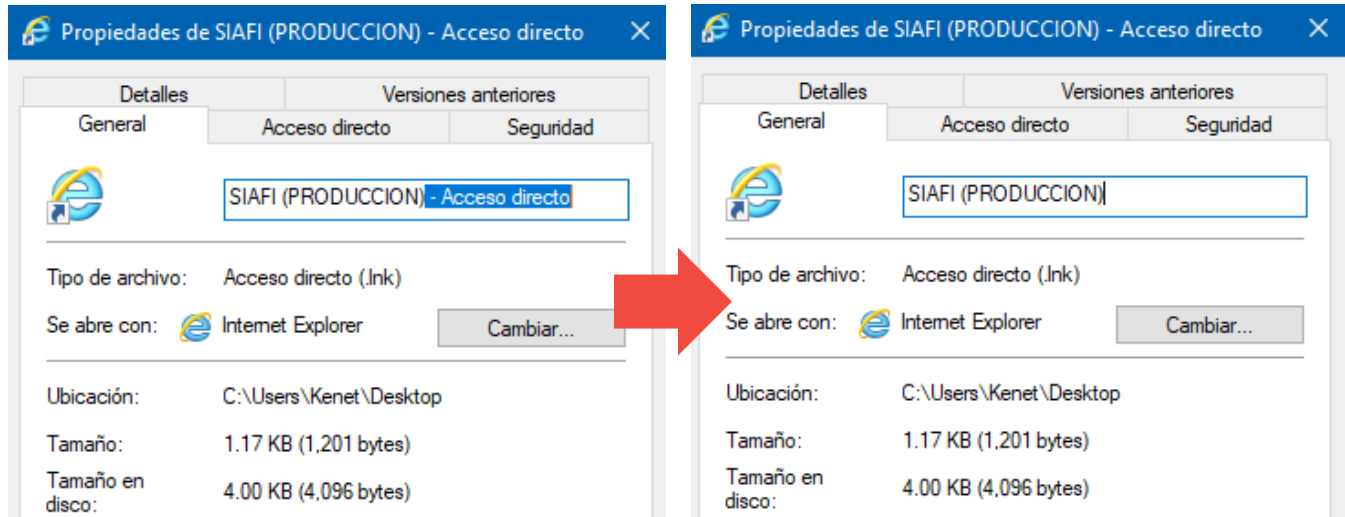 Propiedades de SIAFI (PRODUCCION) - Acceso directo
Detalles
Versiones anteriores
General
Acceso directo
Seguridad
SIAFI (PRODUCCION) - Acceso directo
Tipo de archivo: Acceso directo (.lnk)
Se abre con: Internet Explorer
Cambiar...
Ubicación: C:\Users\Kenet\Desktop
Tamaño: 1.17 KB (1,201 bytes)
Tamaño en disco: 4.00 KB (4,096 bytes)
Propiedades de SIAFI (PRODUCCION) - Acceso directo
Detalles
Versiones anteriores
General
Acceso directo
Seguridad
SIAFI (PRODUCCION)
Tipo de archivo: Acceso directo (.lnk)
Se abre con: Internet Explorer
Cambiar...
Ubicación: C:\Users\Kenet\Desktop
Tamaño: 1.17 KB (1,201 bytes)
Tamaño en disco: 4.00 KB (4,096 bytes)